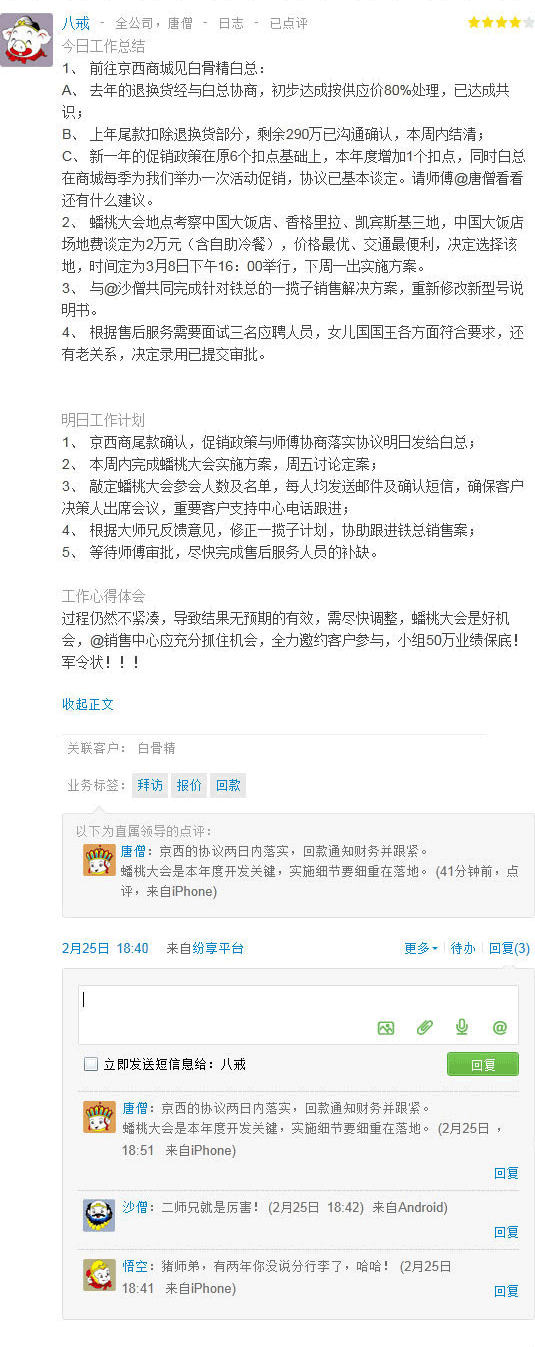 八戒 - 全公司，唐僧 - 日志 - 已点评
今日工作总结
1、 前往京西商城见白骨精白总：
A、 去年的退换货经与白总协商，初步达成按供应价80%处理，已达成共
识；
B、 上年尾款扣除退换货部分，剩余290万已沟通确认，本周内结清；
C、 新一年的促销政策在原6个扣点基础上，本年度增加1个扣点，同时白总
在商城每季为我们举办一次活动促销，协议已基本谈定。请师傅@唐僧看看
还有什么建议。
2、 蟠桃大会地点考察中国大饭店、香格里拉、凯宾斯基三地，中国大饭店
场地费谈定为2万元（含自助冷餐），价格最优、交通最便利，决定选择该
地，时间定为3月8日下午16：00举行，下周一出实施方案。
3、 与@沙僧共同完成针对铁总的一揽子销售解决方案，重新修改新型号说
明书。
4、 根据售后服务需要面试三名应聘人员，女儿国国王各方面符合要求，还
有老关系，决定录用已提交审批。
明日工作计划
1、 京西商尾款确认，促销政策与师傅协商落实协议明日发给白总；
2、 本周内完成蟠桃大会实施方案，周五讨论定案；
3、 敲定蟠桃大会参会人数及名单，每人均发送邮件及确认短信，确保客户
决策人出席会议，重要客户支持中心电话跟进；
4、 根据大师兄反馈意见，修正一揽子计划，协助跟进铁总销售案；
5、 等待师傅审批，尽快完成售后服务人员的补缺。
工作心得体会
过程仍然不紧凑，导致结果无预期的有效，需尽快调整，蟠桃大会是好机
会，@销售中心应充分抓住机会，全力邀约客户参与，小组50万业绩保底！
军令状！！！
收起正文
关联客户： 白骨精
业务标签： 拜访 报价 回款
以下为直属领导的点评：
唐僧：京西的协议两日内落实，回款通知财务并跟紧。
蟠桃大会是本年度开发关键，实施细节要细重在落地。 (41分钟前，点
评，来自iPhone)
2月25日 18:40 来自纷享平台 更多 待办 回复(3)
@
立即发送短信息给：八戒 回复
唐僧：京西的协议两日内落实，回款通知财务并跟紧。
蟠桃大会是本年度开发关键，实施细节要细重在落地。 (2月25日 ，
18:51 来自iPhone)
回复
沙僧：二师兄就是厉害！ (2月25日 18:42) 来自Android)
回复
悟空：猪师弟，有两年你没说分行李了，哈哈！ (2月25日
18:41 来自iPhone)
回复